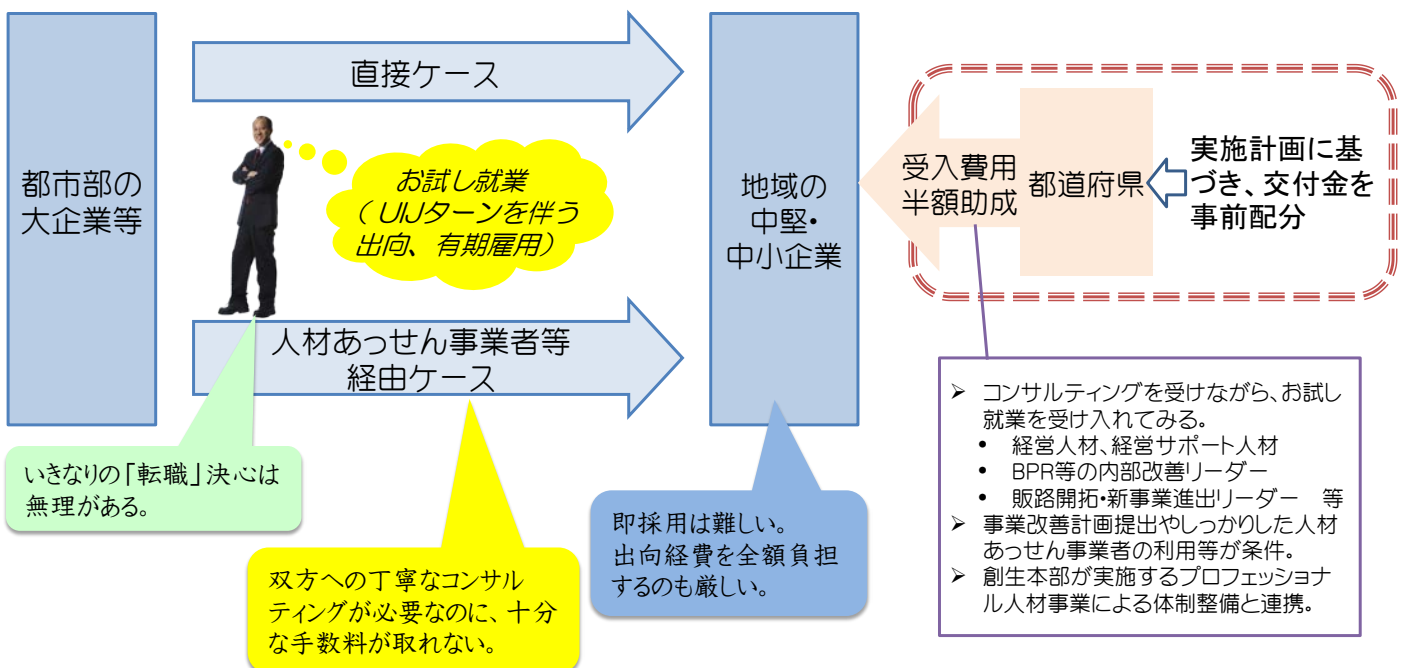 直接ケース
都市部の
大企業等
お試し就業
（UIJターンを伴う
出向、有期雇用）
人材あっせん事業者等
経由ケース
地域の
中堅・
中小企業
受入費用
半額助成
都道府県
実施計画に基
づき、交付金を
事前配分
いきなりの「転職」決心は
無理がある。
双方への丁寧なコンサル
ティングが必要なのに、十分
な手数料が取れない。
即採用は難しい。
出向経費を全額負担
するのも厳しい。
➢ コンサルティングを受けながら、お試し
就業を受け入れてみる。
• 経営人材、経営サポート人材
• BPR等の内部改善リーダー
• 販路開拓・新事業進出リーダー 等
➢ 事業改善計画提出やしっかりした人材
あっせん事業者の利用等が条件。
➢ 創生本部が実施するプロフェッショナ
ル人材事業による体制整備と連携。